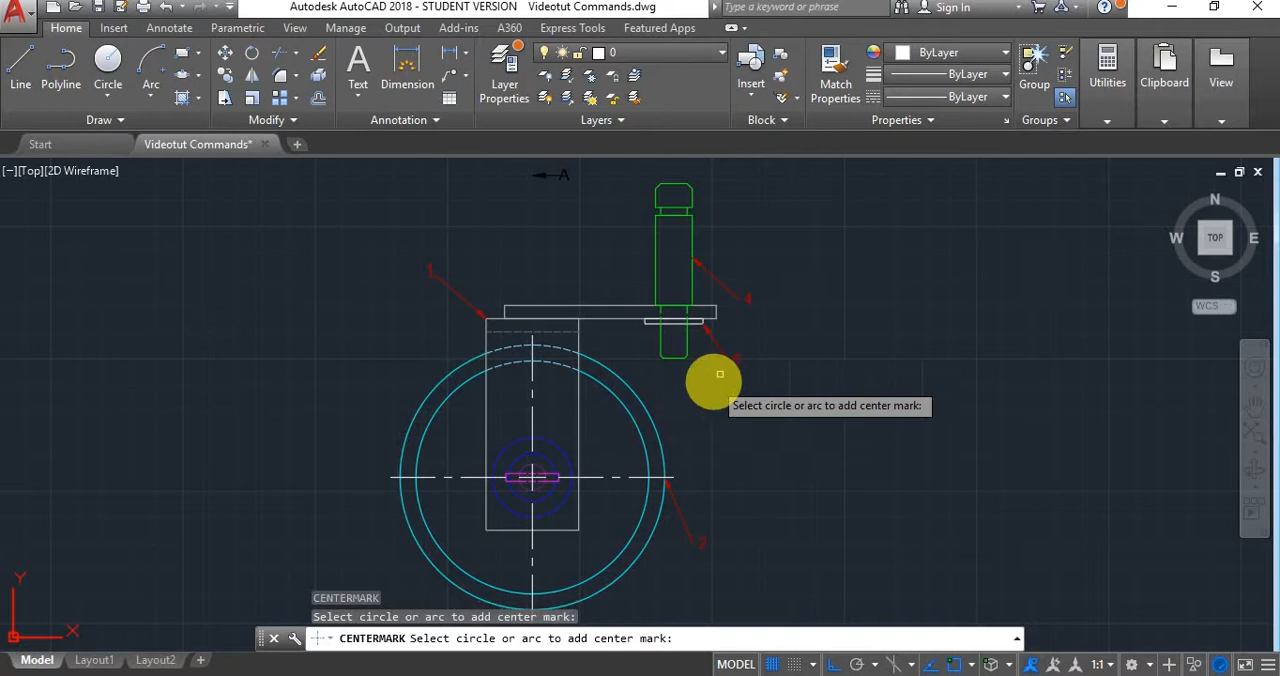 Autodesk AutoCAD 2018 - STUDENT VERSION Videotut Commands.dwg
Type a keyword or phrase
Sign In
Home Insert Annotate Parametric View Manage Output Add-ins A360 Express Tools Featured Apps
Line Polyline Circle Arc
Text Dimension
Layer Properties
0
Insert
Match Properties
ByLayer
ByLayer
ByLayer
Group
Utilities
Clipboard
View
Draw Modify Annotation Layers Block Properties Groups
Start Videotut Commands*
[−][Top][2D Wireframe]
A
N
W TOP E
S
WCS
1
4
2
Select circle or arc to add center mark:
Y
X
CENTERMARK
Select circle or arc to add center mark:
CENTERMARK Select circle or arc to add center mark:
Model Layout1 Layout2
MODEL
1:1